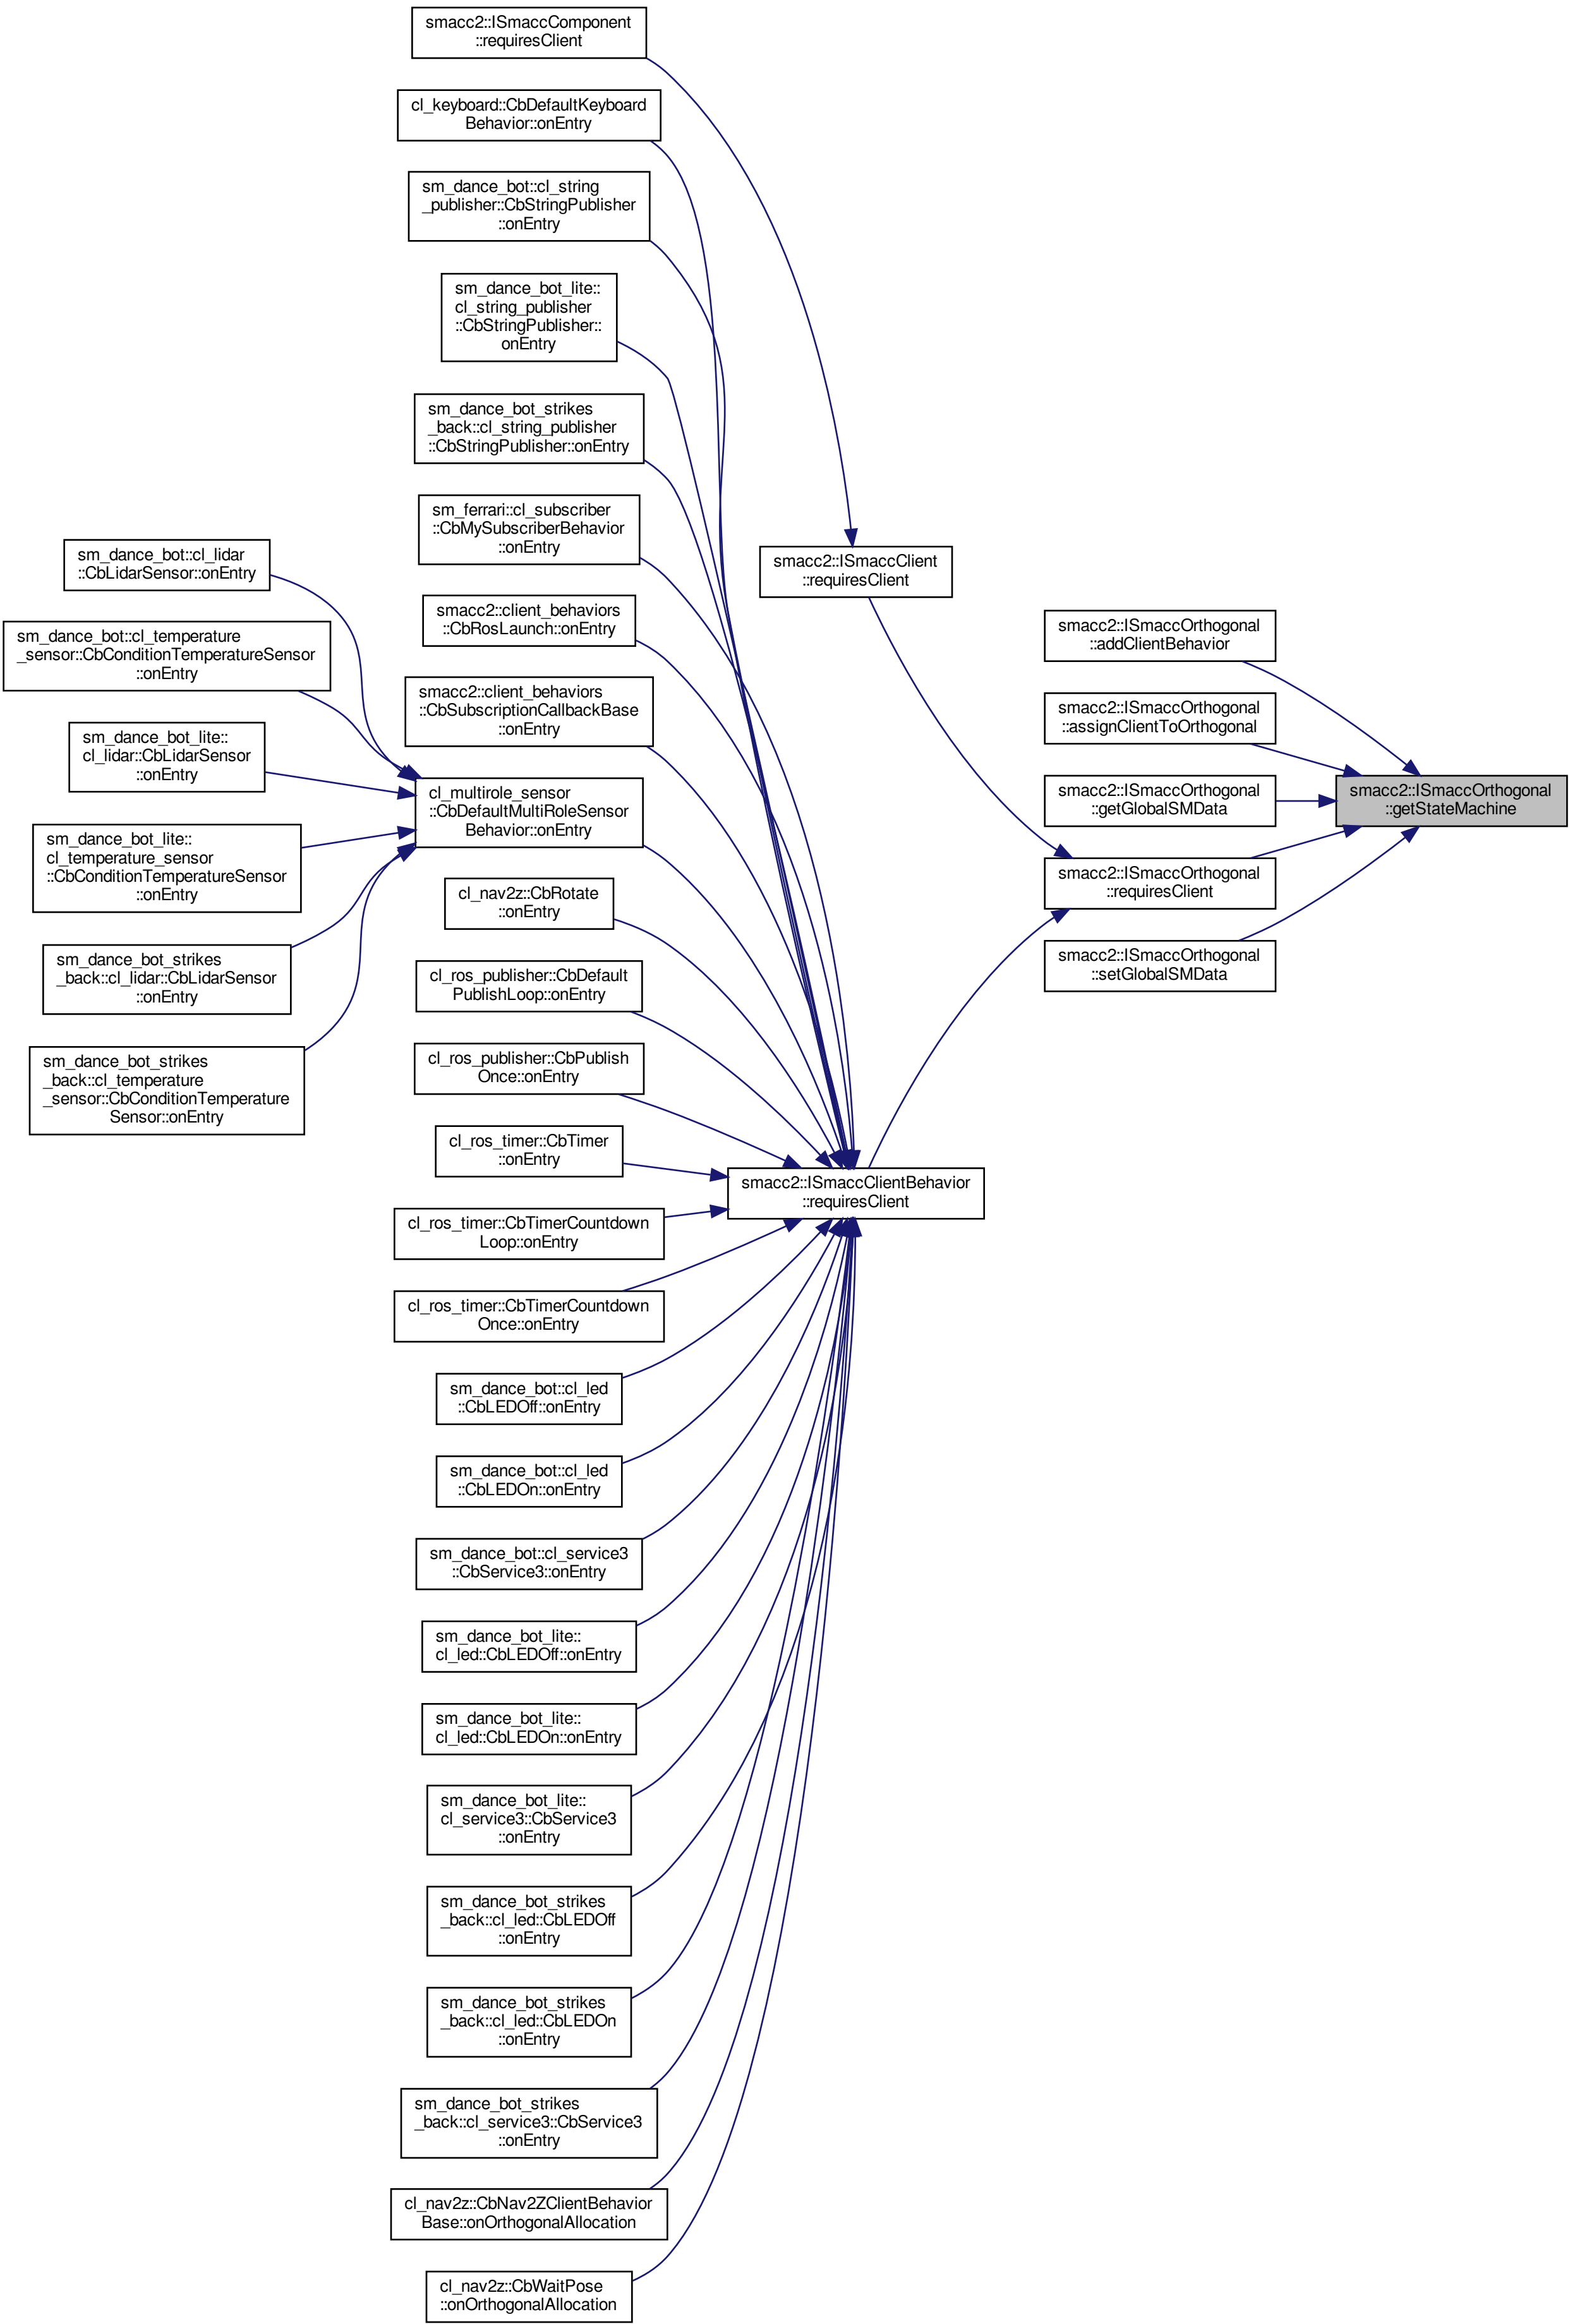 smacc2::ISmaccComponent
::requiresClient
cl_keyboard::CbDefaultKeyboard
Behavior::onEntry
sm_dance_bot::cl_string
_publisher::CbStringPublisher
::onEntry
sm_dance_bot_lite::
cl_string_publisher
::CbStringPublisher::
onEntry
sm_dance_bot_strikes
_back::cl_string_publisher
::CbStringPublisher::onEntry
sm_ferrari::cl_subscriber
::CbMySubscriberBehavior
::onEntry
smacc2::client_behaviors
::CbRosLaunch::onEntry
smacc2::client_behaviors
::CbSubscriptionCallbackBase
::onEntry
cl_multirole_sensor
::CbDefaultMultiRoleSensor
Behavior::onEntry
sm_dance_bot::cl_lidar
::CbLidarSensor::onEntry
sm_dance_bot::cl_temperature
_sensor::CbConditionTemperatureSensor
::onEntry
sm_dance_bot_lite::
cl_lidar::CbLidarSensor
::onEntry
sm_dance_bot_lite::
cl_temperature_sensor
::CbConditionTemperatureSensor
::onEntry
sm_dance_bot_strikes
_back::cl_lidar::CbLidarSensor
::onEntry
sm_dance_bot_strikes
_back::cl_temperature
_sensor::CbConditionTemperature
Sensor::onEntry
cl_nav2z::CbRotate
::onEntry
cl_ros_publisher::CbDefault
PublishLoop::onEntry
cl_ros_publisher::CbPublish
Once::onEntry
cl_ros_timer::CbTimer
::onEntry
cl_ros_timer::CbTimerCountdown
Loop::onEntry
cl_ros_timer::CbTimerCountdown
Once::onEntry
sm_dance_bot::cl_led
::CbLEDOff::onEntry
sm_dance_bot::cl_led
::CbLEDOn::onEntry
sm_dance_bot::cl_service3
::CbService3::onEntry
sm_dance_bot_lite::
cl_led::CbLEDOff::onEntry
sm_dance_bot_lite::
cl_led::CbLEDOn::onEntry
sm_dance_bot_lite::
cl_service3::CbService3
::onEntry
sm_dance_bot_strikes
_back::cl_led::CbLEDOff
::onEntry
sm_dance_bot_strikes
_back::cl_led::CbLEDOn
::onEntry
sm_dance_bot_strikes
_back::cl_service3::CbService3
::onEntry
cl_nav2z::CbNav2ZClientBehavior
Base::onOrthogonalAllocation
cl_nav2z::CbWaitPose
::onOrthogonalAllocation
smacc2::ISmaccClient
::requiresClient
smacc2::ISmaccClientBehavior
::requiresClient
smacc2::ISmaccOrthogonal
::addClientBehavior
smacc2::ISmaccOrthogonal
::assignClientToOrthogonal
smacc2::ISmaccOrthogonal
::getGlobalSMData
smacc2::ISmaccOrthogonal
::requiresClient
smacc2::ISmaccOrthogonal
::setGlobalSMData
smacc2::ISmaccOrthogonal
::getStateMachine